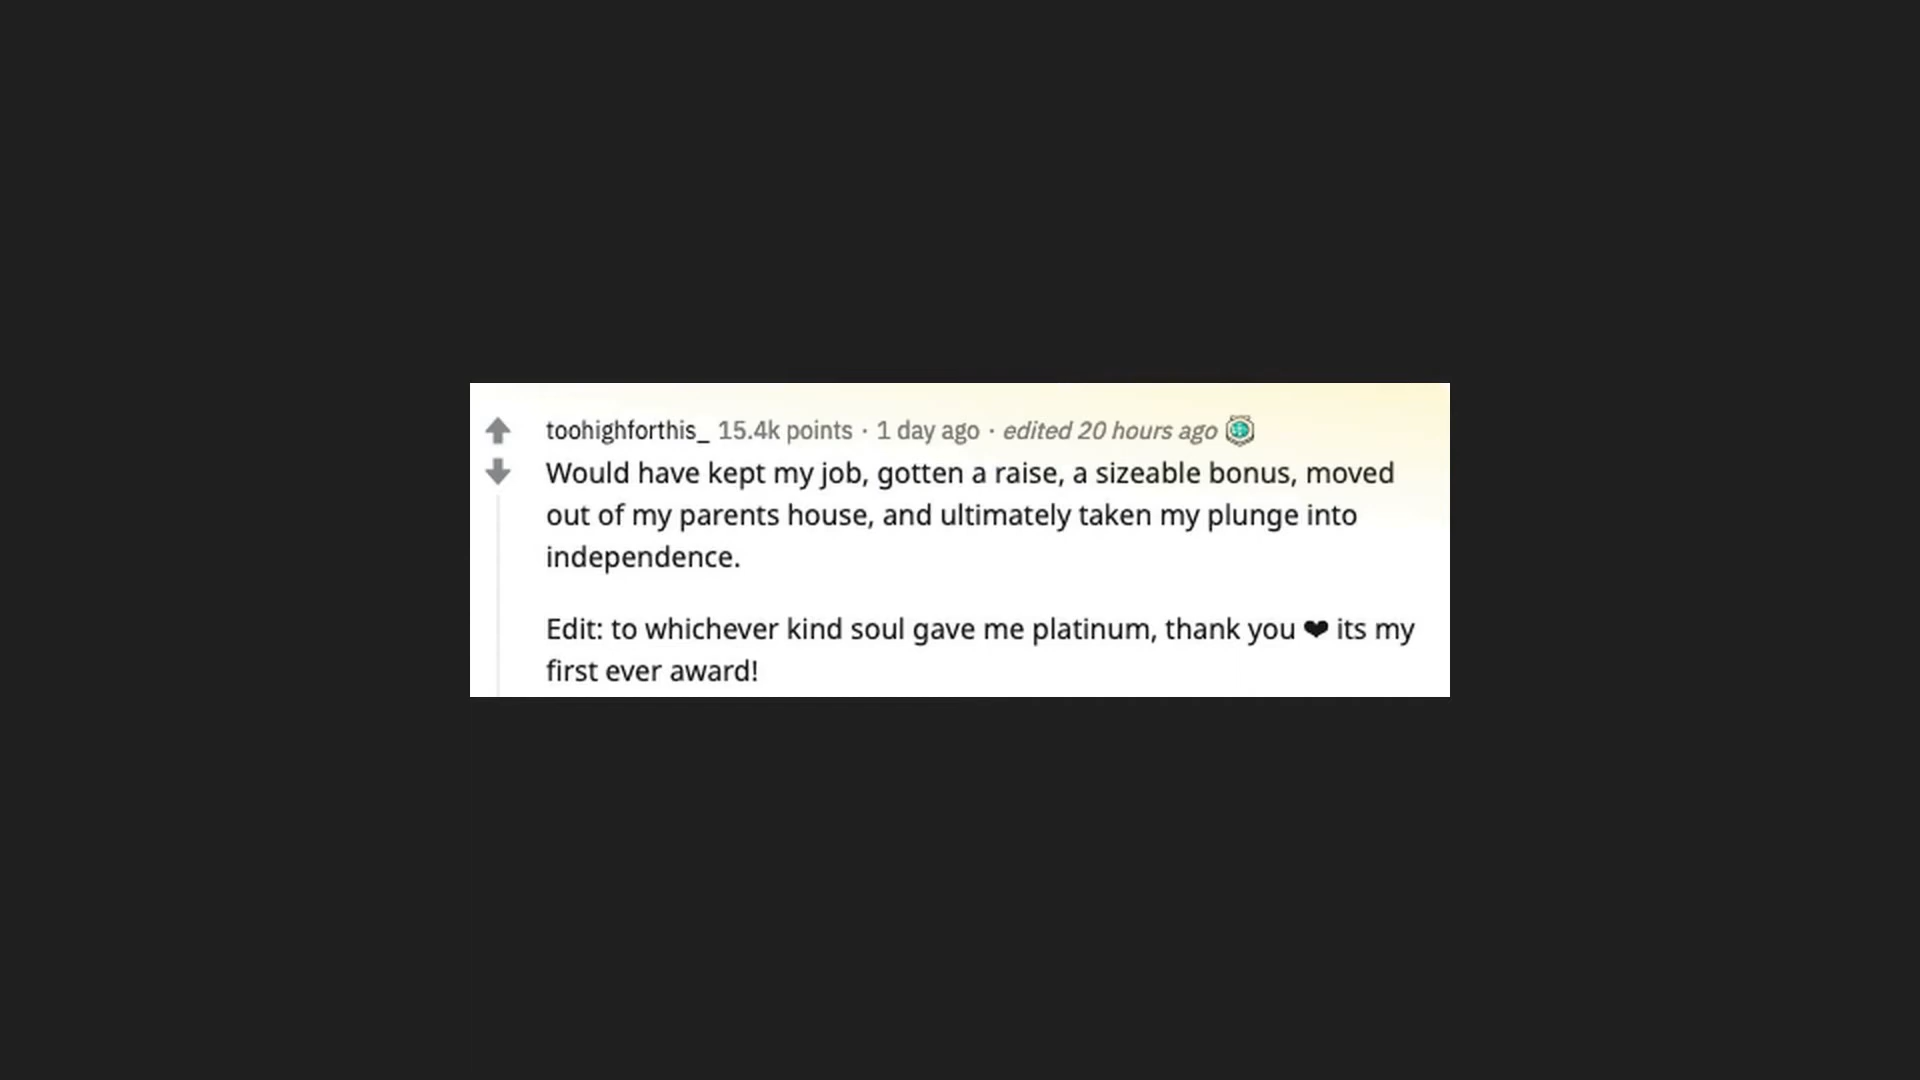 toohighforthis_ 15.4k points · 1 day ago · edited 20 hours ago
Would have kept my job, gotten a raise, a sizeable bonus, moved
out of my parents house, and ultimately taken my plunge into
independence.
Edit: to whichever kind soul gave me platinum, thank you ❤ its my
first ever award!